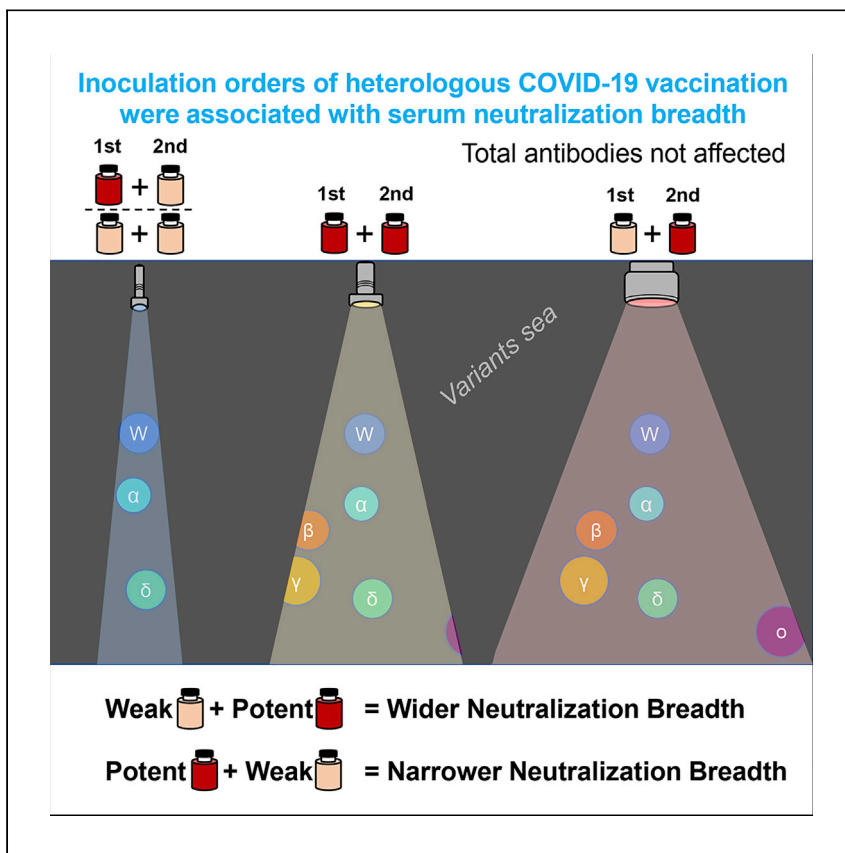 Inoculation orders of heterologous COVID-19 vaccination
were associated with serum neutralization breadth
Total antibodies not affected
1st 2nd
+
+
1st 2nd
+
1st 2nd
+
Variants sea
W
α
δ
W
α
β
γ
δ
W
α
β
γ
δ
o
Weak + Potent = Wider Neutralization Breadth
Potent + Weak = Narrower Neutralization Breadth